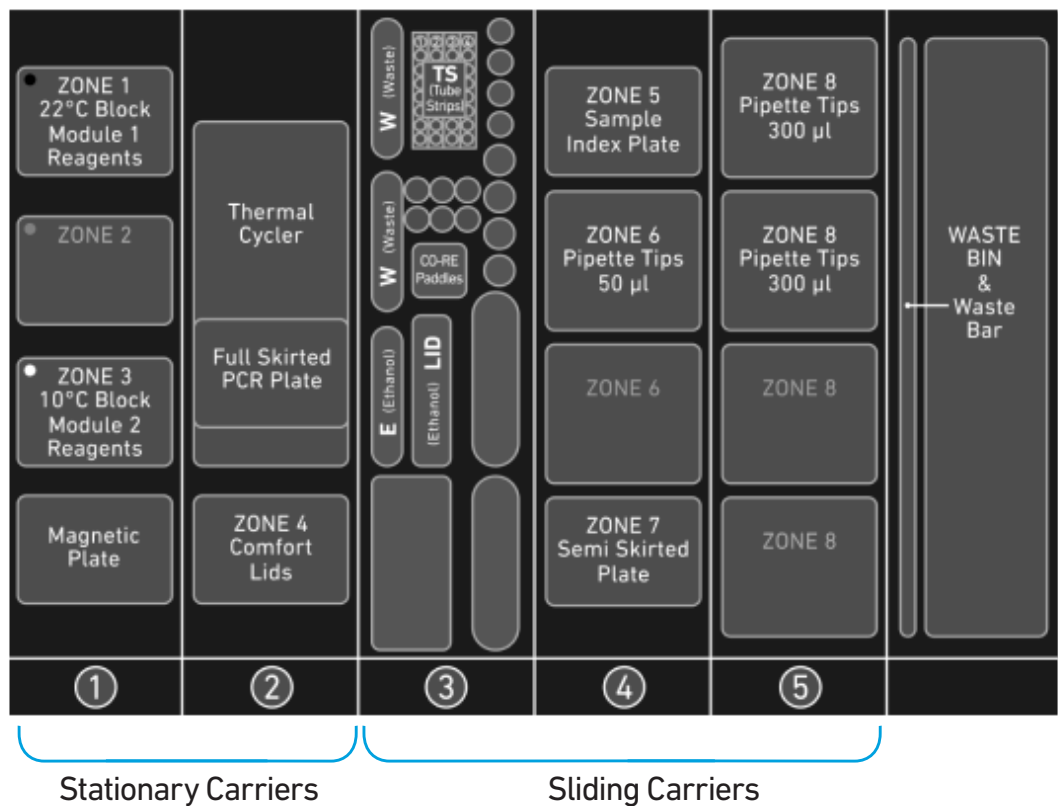 ZONE 1
22°C Block
Module 1
Reagents
ZONE 2
ZONE 3
10°C Block
Module 2
Reagents
Magnetic
Plate
Thermal
Cycler
Full Skirted
PCR Plate
ZONE 4
Comfort
Lids
W (Waste)
1 2 3 4
TS
(Tube
Strips)
W (Waste)
CO-RE
Paddles
E (Ethanol)
(Ethanol) LID
ZONE 5
Sample
Index Plate
ZONE 6
Pipette Tips
50 µl
ZONE 6
ZONE 7
Semi Skirted
Plate
ZONE 8
Pipette Tips
300 µl
ZONE 8
Pipette Tips
300 µl
ZONE 8
ZONE 8
WASTE
BIN
&
Waste
Bar
1
2
3
4
5
Stationary Carriers
Sliding Carriers